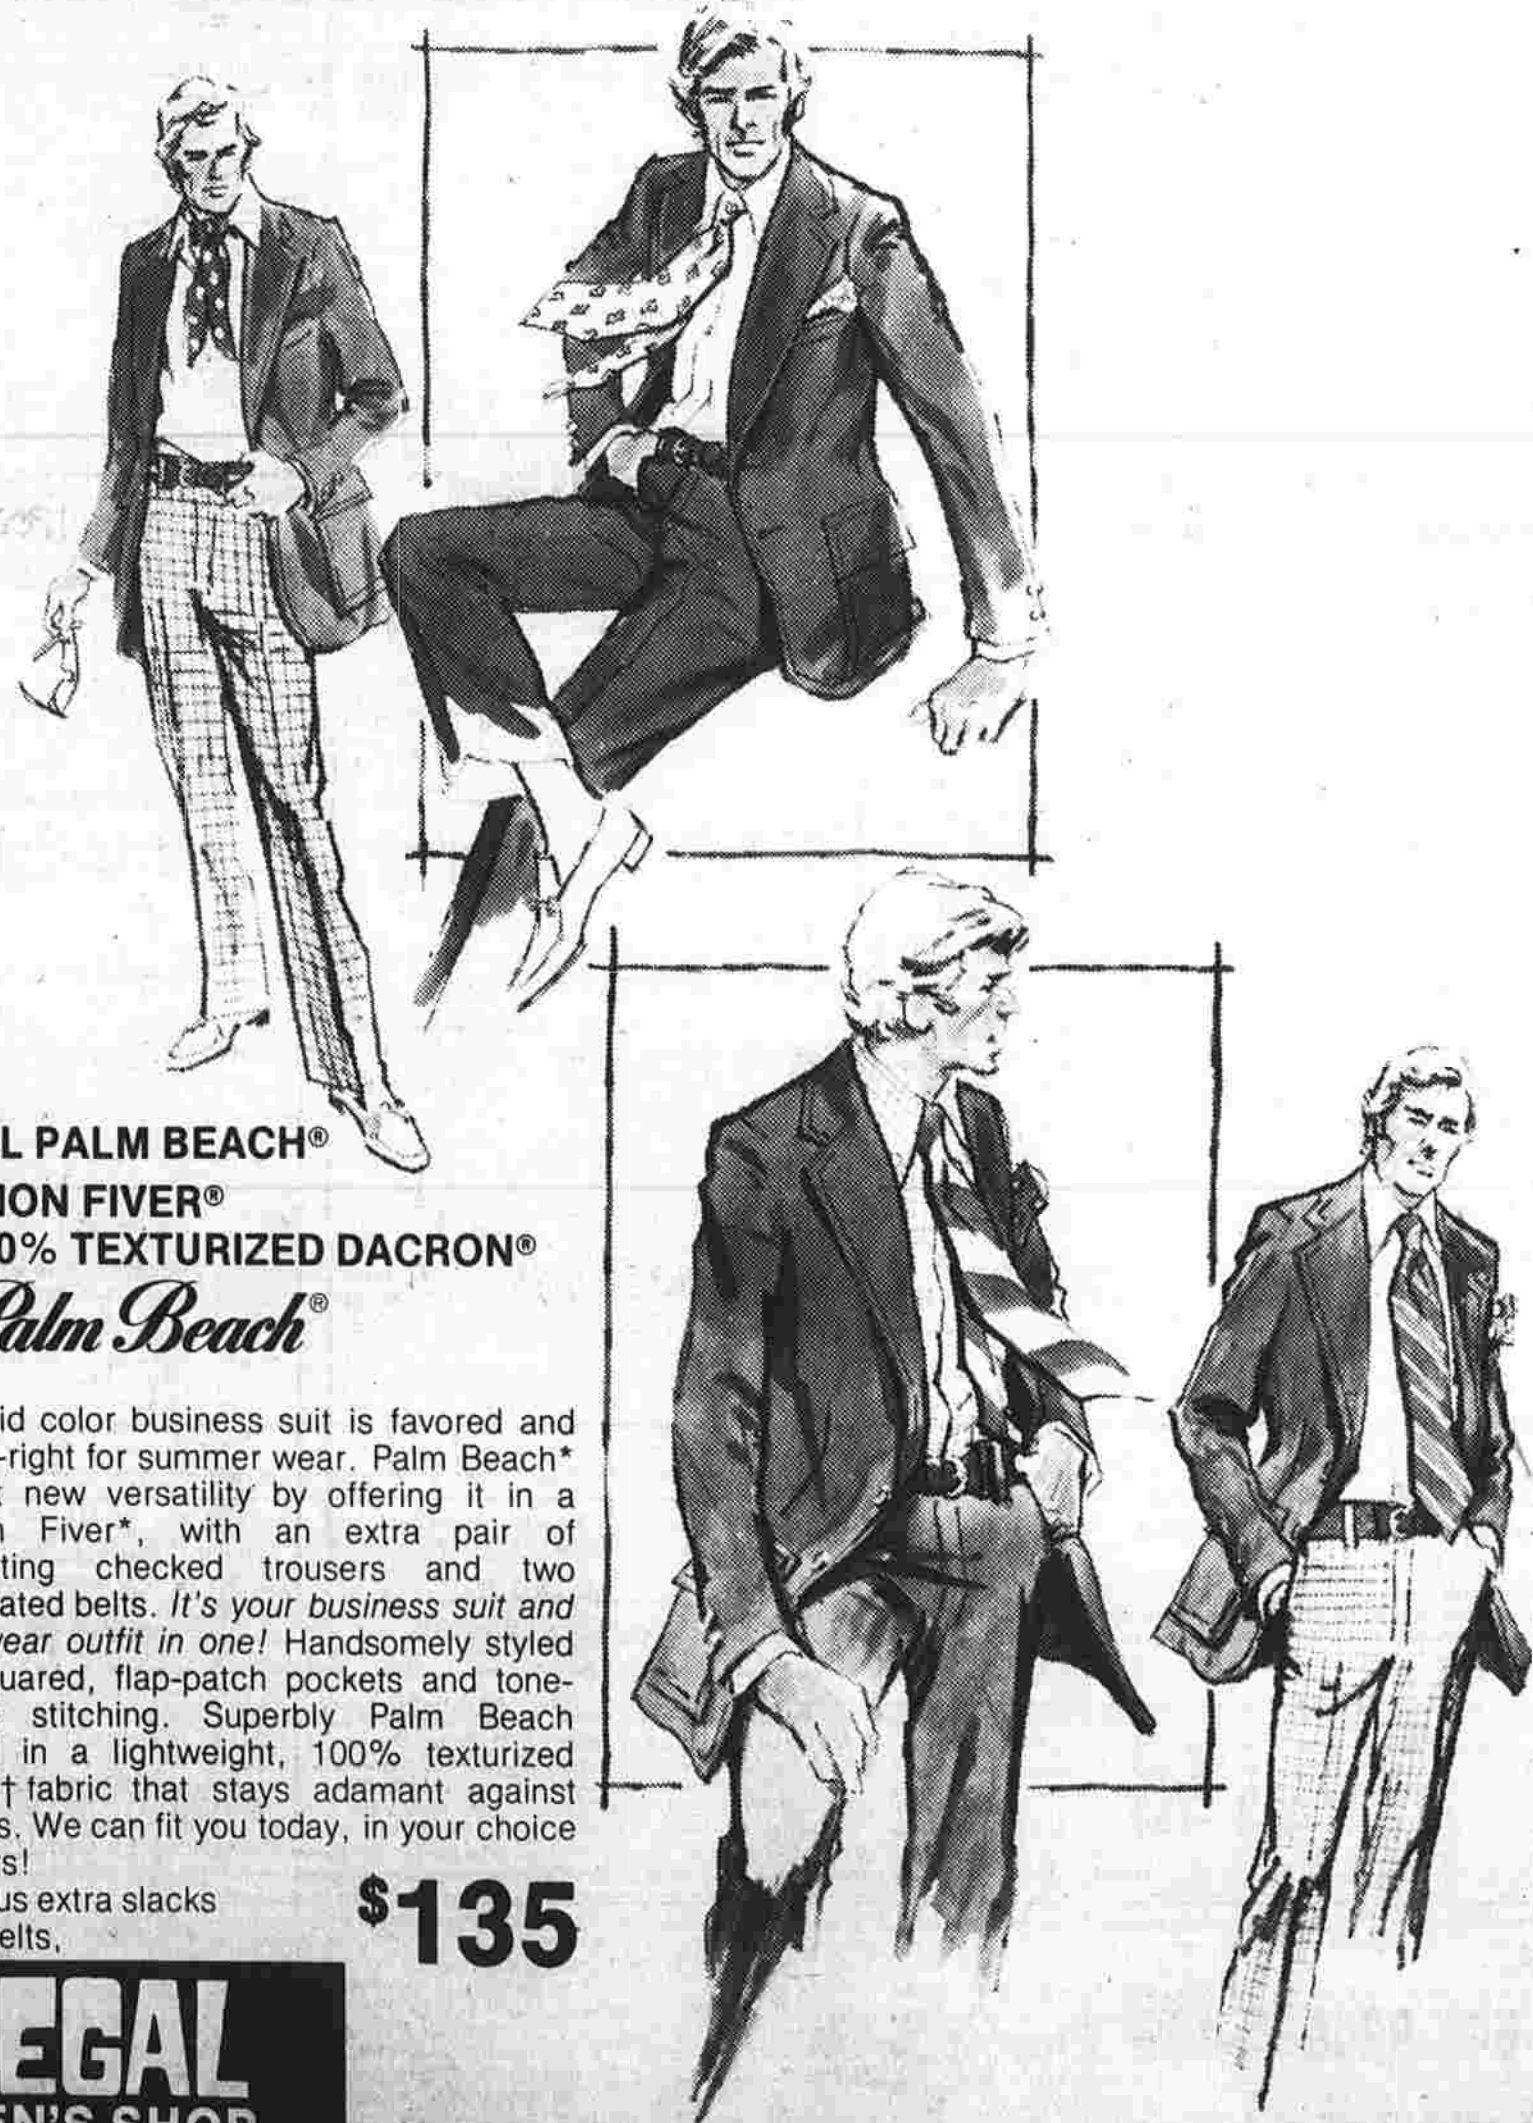 L PALM BEACH®
ION FIVER®
0% TEXTURIZED DACRON®
Palm Beach®
id color business suit is favored and
-right for summer wear. Palm Beach*
new versatility by offering it in a
Fiver*, with an extra pair of
ting checked trousers and two
ated belts. It's your business suit and
ear outfit in one! Handsomely styled
uared, flap-patch pockets and tone-
stitching. Superbly Palm Beach
in a lightweight, 100% texturized
† fabric that stays adamant against
s. We can fit you today, in your choice
s!
us extra slacks
elts,
$135
EGAL
EN'S SHOP